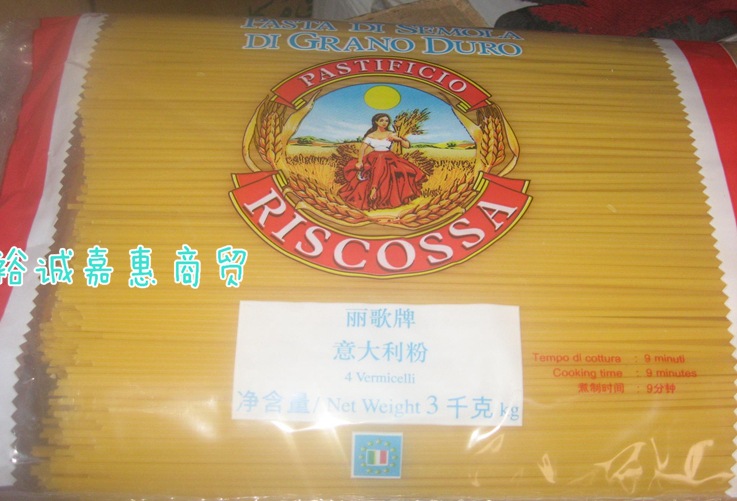 PASTA DI SEMOLA
DI GRANO DURO
PASTIFICIO
RISCOSSA
裕诚嘉惠商贸
丽歌牌
意大利粉
4 Vermicelli
净含量/Net Weight 3千克kg
Tempo di cottura : 9 minuti
Cooking time : 9 minutes
煮制时间 : 9分钟